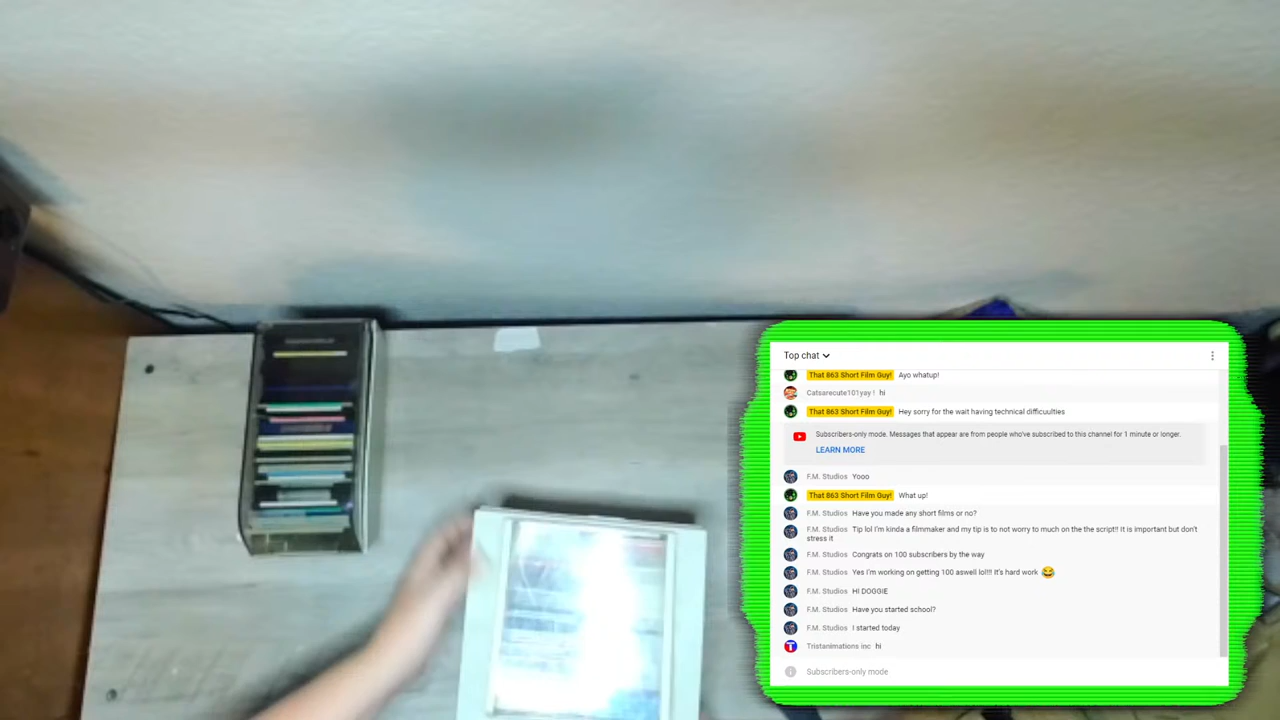 Top chat
That 863 Short Film Guy! Ayo whatup!
Catsarecute101yay ! hi
That 863 Short Film Guy! Hey sorry for the wait having technical difficuulties
Subscribers-only mode. Messages that appear are from people who've subscribed to this channel for 1 minute or longer.
LEARN MORE
F.M. Studios Yooo
That 863 Short Film Guy! What up!
F.M. Studios Have you made any short films or no?
F.M. Studios Tip lol I'm kinda a filmmaker and my tip is to not worry to much on the the script!! It is important but don't
stress it
F.M. Studios Congrats on 100 subscribers by the way
F.M. Studios Yes I'm working on getting 100 aswell lol!!! It's hard work 😂
F.M. Studios HI DOGGIE
F.M. Studios Have you started school?
F.M. Studios I started today
Tristanimations inc hi
Subscribers-only mode